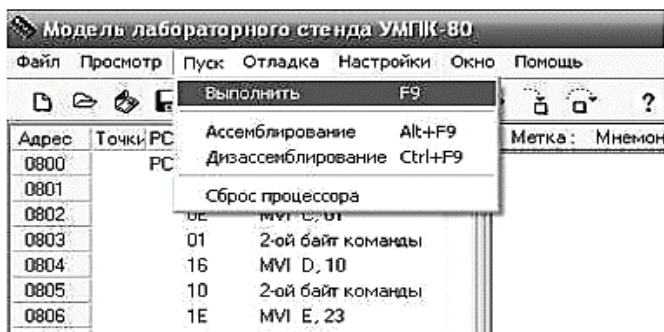 Модель лабораторного стенда УМПК-80
Файл Просмотр Пуск Отладка Настройки Окно Помощь
Выполнить F9
Ассемблирование Alt+F9
Дизассемблирование Ctrl+F9
Сброс процессора
Адрес Точки PC Метка: Мнемон
0800 PC
0801
0802 0E MVI C, 01
0803 01 2-ой байт команды
0804 16 MVI D, 10
0805 10 2-ой байт команды
0806 1E MVI E, 23